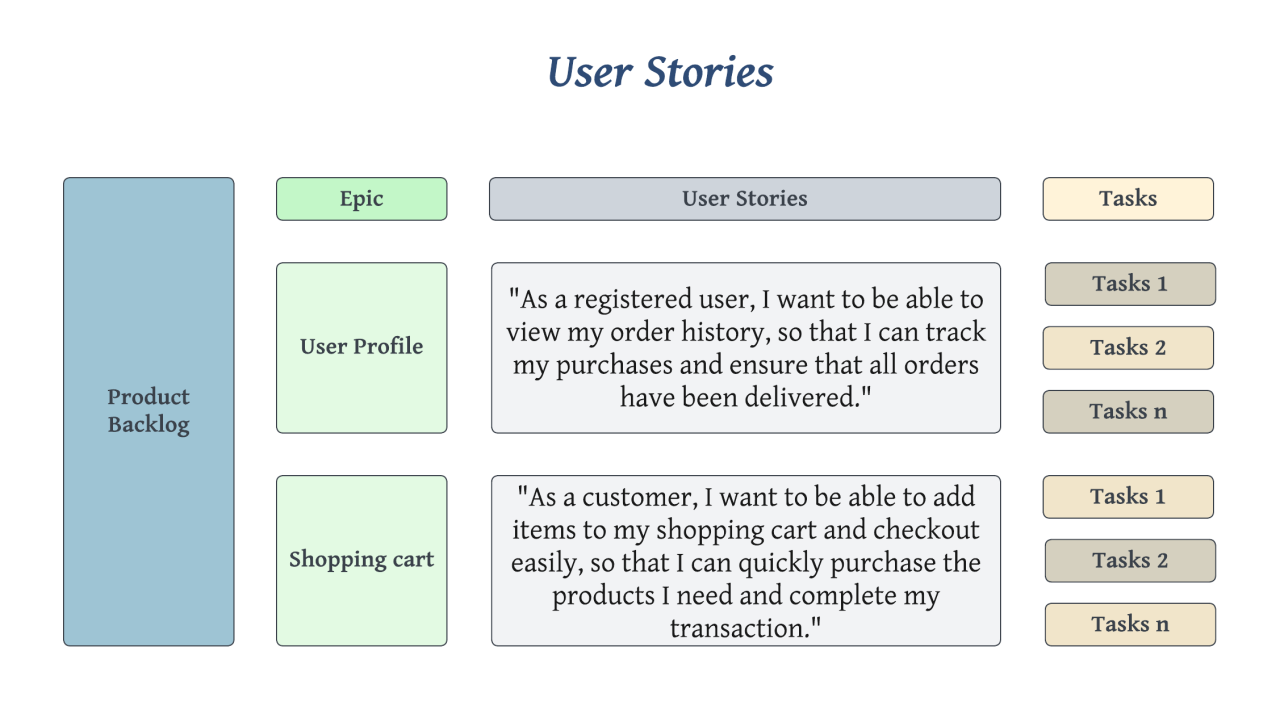 User Stories
Product
Backlog
Epic
User Stories
Tasks
User Profile
"As a registered user, I want to be able to
view my order history, so that I can track
my purchases and ensure that all orders
have been delivered."
Tasks 1
Tasks 2
Tasks n
Shopping cart
"As a customer, I want to be able to add
items to my shopping cart and checkout
easily, so that I can quickly purchase the
products I need and complete my
transaction."
Tasks 1
Tasks 2
Tasks n